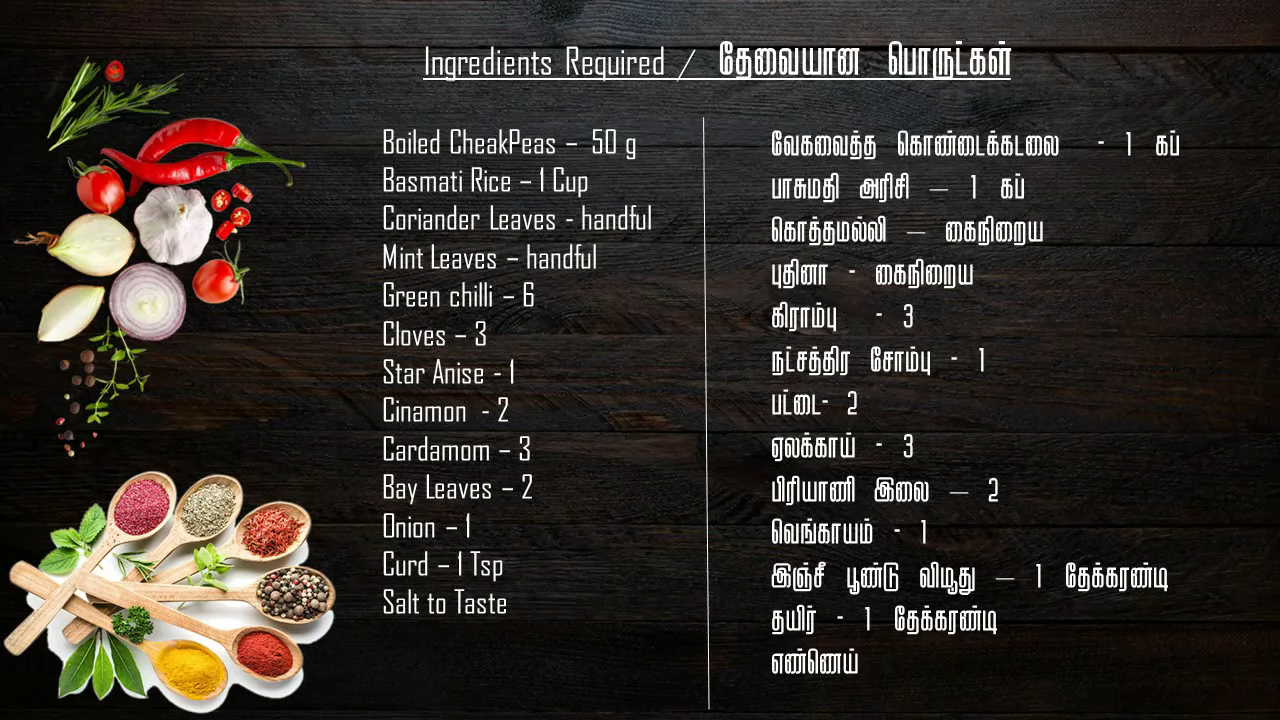 Ingredients Required / தேவையான பொருட்கள்
Boiled CheakPeas – 50 g
Basmati Rice – 1 Cup
Coriander Leaves - handful
Mint Leaves – handful
Green chilli – 6
Cloves – 3
Star Anise - 1
Cinamon - 2
Cardamom – 3
Bay Leaves – 2
Onion – 1
Curd – 1 Tsp
Salt to Taste
வேகவைத்த கொண்டைக்கடலை - 1 கப்
பாசுமதி அரிசி – 1 கப்
கொத்தமல்லி – கைநிறைய
புதினா - கைநிறைய
கிராம்பு - 3
நட்சத்திர சோம்பு - 1
பட்டை- 2
ஏலக்காய் - 3
பிரியாணி இலை – 2
வெங்காயம் - 1
இஞ்சீ பூண்டு விழுது – 1 தேக்கரண்டி
தயிர் - 1 தேக்கரண்டி
எண்ணெய்